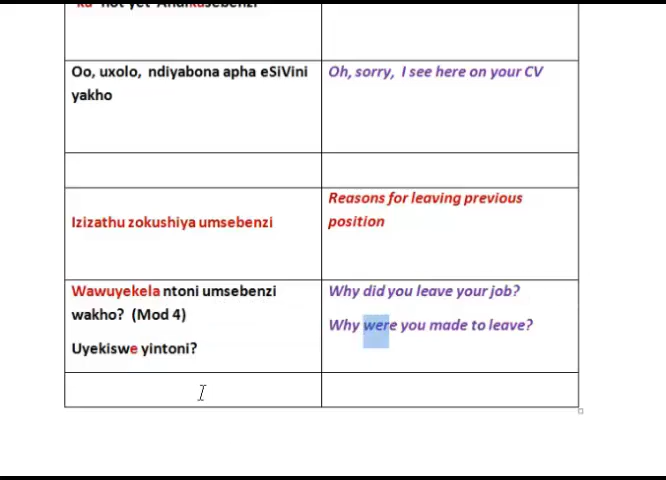 Oo, uxolo, ndiyabona apha eSiVini
yakho
Oh, sorry, I see here on your CV
Izizathu zokushiya umsebenzi
Reasons for leaving previous
position
Wawuyekela ntoni umsebenzi
wakho? (Mod 4)
Uyekiswe yintoni?
Why did you leave your job?
Why were you made to leave?